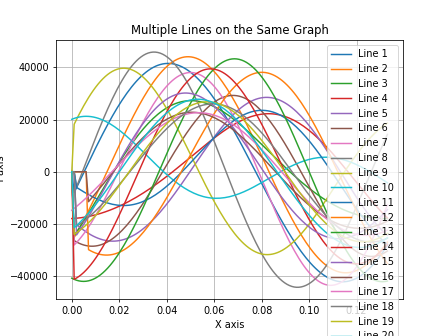 Multiple Lines on the Same Graph
40000
20000
0
−20000
−40000
0.00 0.02 0.04 0.06 0.08 0.10
X axis
axis
Line 1
Line 2
Line 3
Line 4
Line 5
Line 6
Line 7
Line 8
Line 9
Line 10
Line 11
Line 12
Line 13
Line 14
Line 15
Line 16
Line 17
Line 18
Line 19
Line 20